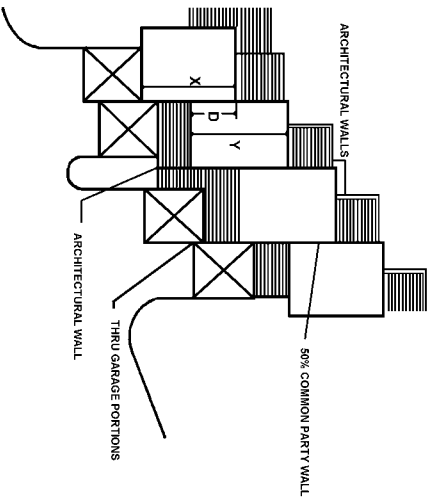 ARCHITECTURAL WALLS
X
D
Y
ARCHITECTURAL WALL
THRU GARAGE PORTIONS
50% COMMON PARTY WALL